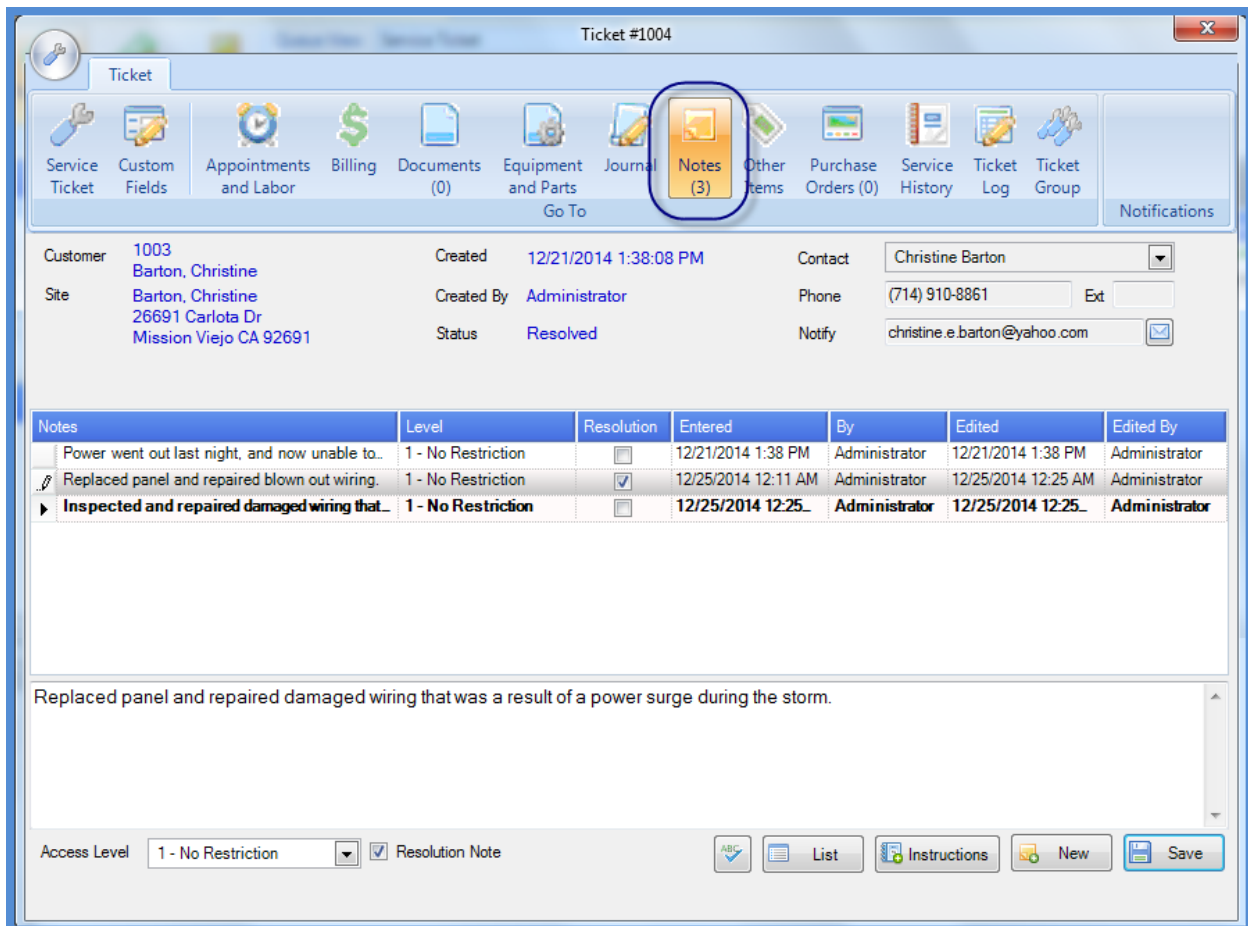 Ticket #1004
Ticket
Service Ticket
Custom Fields
Appointments and Labor
Billing
Documents (0)
Equipment and Parts
Journal
Notes (3)
Other Items
Purchase Orders (0)
Service History
Ticket Log
Ticket Group
Go To
Notifications
Customer 1003
Barton, Christine
Site Barton, Christine
26691 Carlota Dr
Mission Viejo CA 92691
Created 12/21/2014 1:38:08 PM
Created By Administrator
Status Resolved
Contact Christine Barton
Phone (714) 910-8861 Ext
Notify christine.e.barton@yahoo.com
Notes Level Resolution Entered By Edited Edited By
Power went out last night, and now unable to... 1 - No Restriction 12/21/2014 1:38 PM Administrator 12/21/2014 1:38 PM Administrator
Replaced panel and repaired blown out wiring. 1 - No Restriction 12/25/2014 12:11 AM Administrator 12/25/2014 12:25 AM Administrator
Inspected and repaired damaged wiring that... 1 - No Restriction 12/25/2014 12:25... Administrator 12/25/2014 12:25... Administrator
Replaced panel and repaired damaged wiring that was a result of a power surge during the storm.
Access Level 1 - No Restriction Resolution Note ABC List Instructions New Save